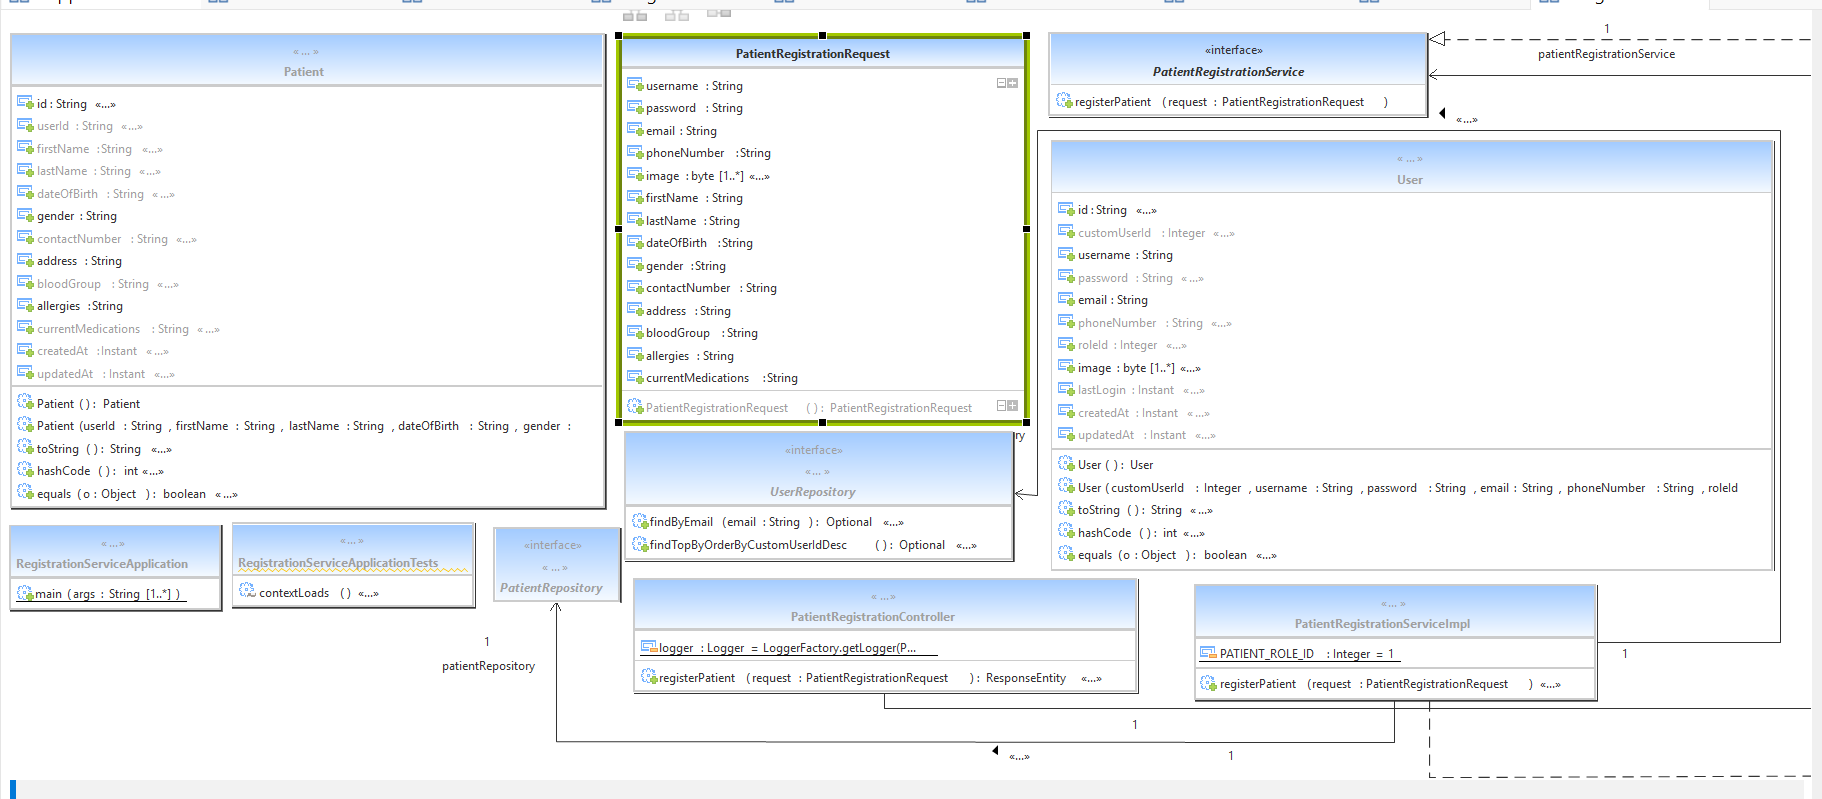 «...»
Patient
id : String «...»
userId : String «...»
firstName : String «...»
lastName : String «...»
dateOfBirth : String «...»
gender : String
contactNumber : String «...»
address : String
bloodGroup : String «...»
allergies : String
currentMedications : String «...»
createdAt : Instant «...»
updatedAt : Instant «...»
Patient ( ) : Patient
Patient (userId : String , firstName : String , lastName : String , dateOfBirth : String , gender :
toString ( ) : String «...»
hashCode ( ) : int «...»
equals (o : Object ) : boolean «...»
PatientRegistrationRequest
username : String
password : String
email : String
phoneNumber : String
image : byte [1..*] «...»
firstName : String
lastName : String
dateOfBirth : String
gender : String
contactNumber : String
address : String
bloodGroup : String
allergies : String
currentMedications : String
PatientRegistrationRequest ( ) : PatientRegistrationRequest
«interface»
PatientRegistrationService
registerPatient (request : PatientRegistrationRequest )
1
patientRegistrationService
«...»
«...»
User
id : String «...»
customUserId : Integer «...»
username : String
password : String «...»
email : String
phoneNumber : String «...»
roleId : Integer «...»
image : byte [1..*] «...»
lastLogin : Instant «...»
createdAt : Instant «...»
updatedAt : Instant «...»
User ( ) : User
User ( customUserId : Integer , username : String , password : String , email : String , phoneNumber : String , roleId
toString ( ) : String «...»
hashCode ( ) : int «...»
equals (o : Object ) : boolean «...»
ry
«interface»
«...»
UserRepository
findByEmail (email : String ) : Optional «...»
findTopByOrderByCustomUserIdDesc ( ) : Optional «...»
«...»
RegistrationServiceApplication
main (args : String [1..*] )
«...»
RegistrationServiceApplicationTests
contextLoads ( ) «...»
«interface»
«...»
PatientRepository
1
patientRepository
«...»
PatientRegistrationController
logger : Logger = LoggerFactory.getLogger(P...
registerPatient (request : PatientRegistrationRequest ) : ResponseEntity «...»
«...»
PatientRegistrationServiceImpl
PATIENT_ROLE_ID : Integer = 1
registerPatient (request : PatientRegistrationRequest ) «...»
1
1
1
«...»